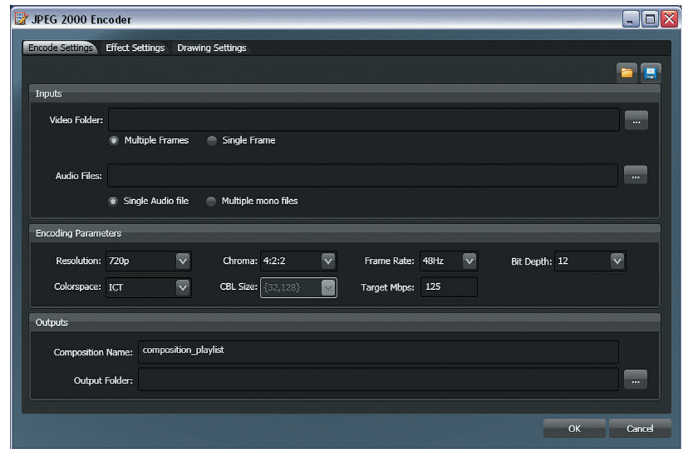 JPEG 2000 Encoder
Encode Settings Effect Settings Drawing Settings
Inputs
Video Folder: ...
Multiple Frames Single Frame
Audio Files: ...
Single Audio file Multiple mono files
Encoding Parameters
Resolution: 720p Chroma: 4:2:2 Frame Rate: 48Hz Bit Depth: 12
Colorspace: ICT CBL Size: {32,128} Target Mbps: 125
Outputs
Composition Name: composition_playlist
Output Folder: ...
OK Cancel